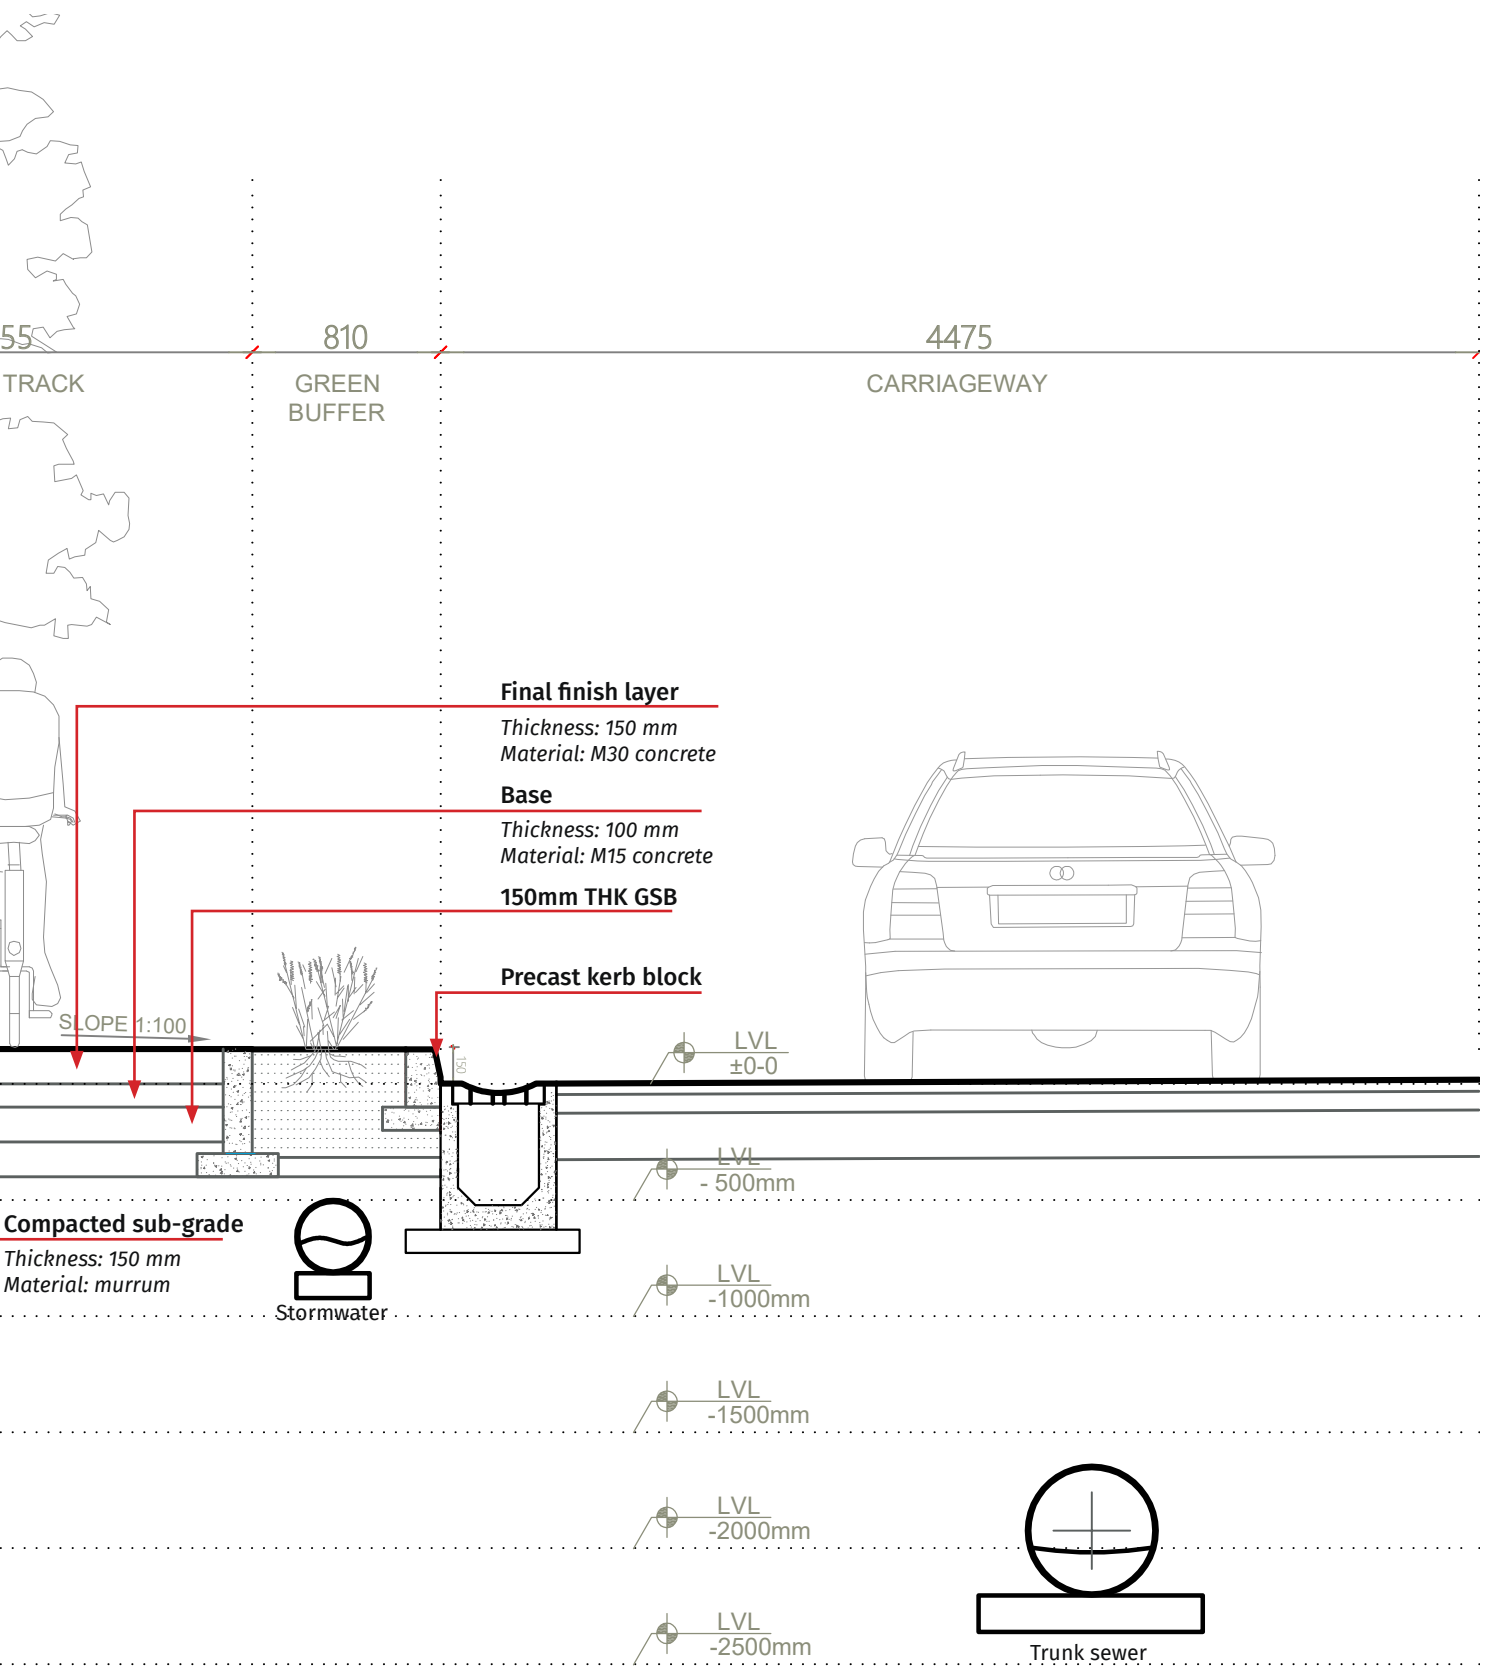 55
810
4475
TRACK
GREEN
BUFFER
CARRIAGEWAY
Final finish layer
Thickness: 150 mm
Material: M30 concrete
Base
Thickness: 100 mm
Material: M15 concrete
150mm THK GSB
Precast kerb block
SLOPE 1:100
150
LVL
±0-0
LVL
- 500mm
Compacted sub-grade
Thickness: 150 mm
Material: murrum
Stormwater
LVL
-1000mm
LVL
-1500mm
LVL
-2000mm
LVL
-2500mm
Trunk sewer